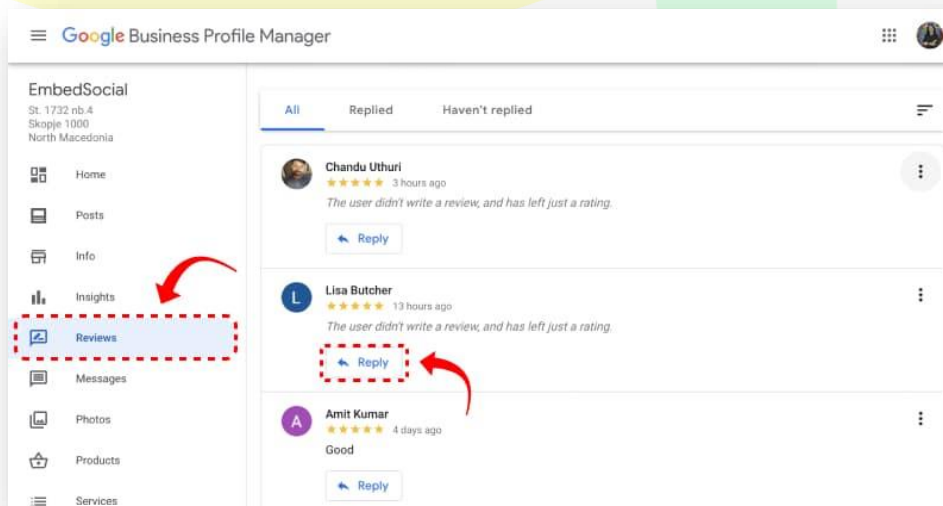 Google Business Profile Manager
EmbedSocial
St. 1732 nb.4
Skopje 1000
North Macedonia
Home
Posts
Info
Insights
Reviews
Messages
Photos
Products
Services
All Replied Haven't replied
Chandu Uthuri
3 hours ago
The user didn't write a review, and has left just a rating.
Reply
L
Lisa Butcher
13 hours ago
The user didn't write a review, and has left just a rating.
Reply
A
Amit Kumar
4 days ago
Good
Reply